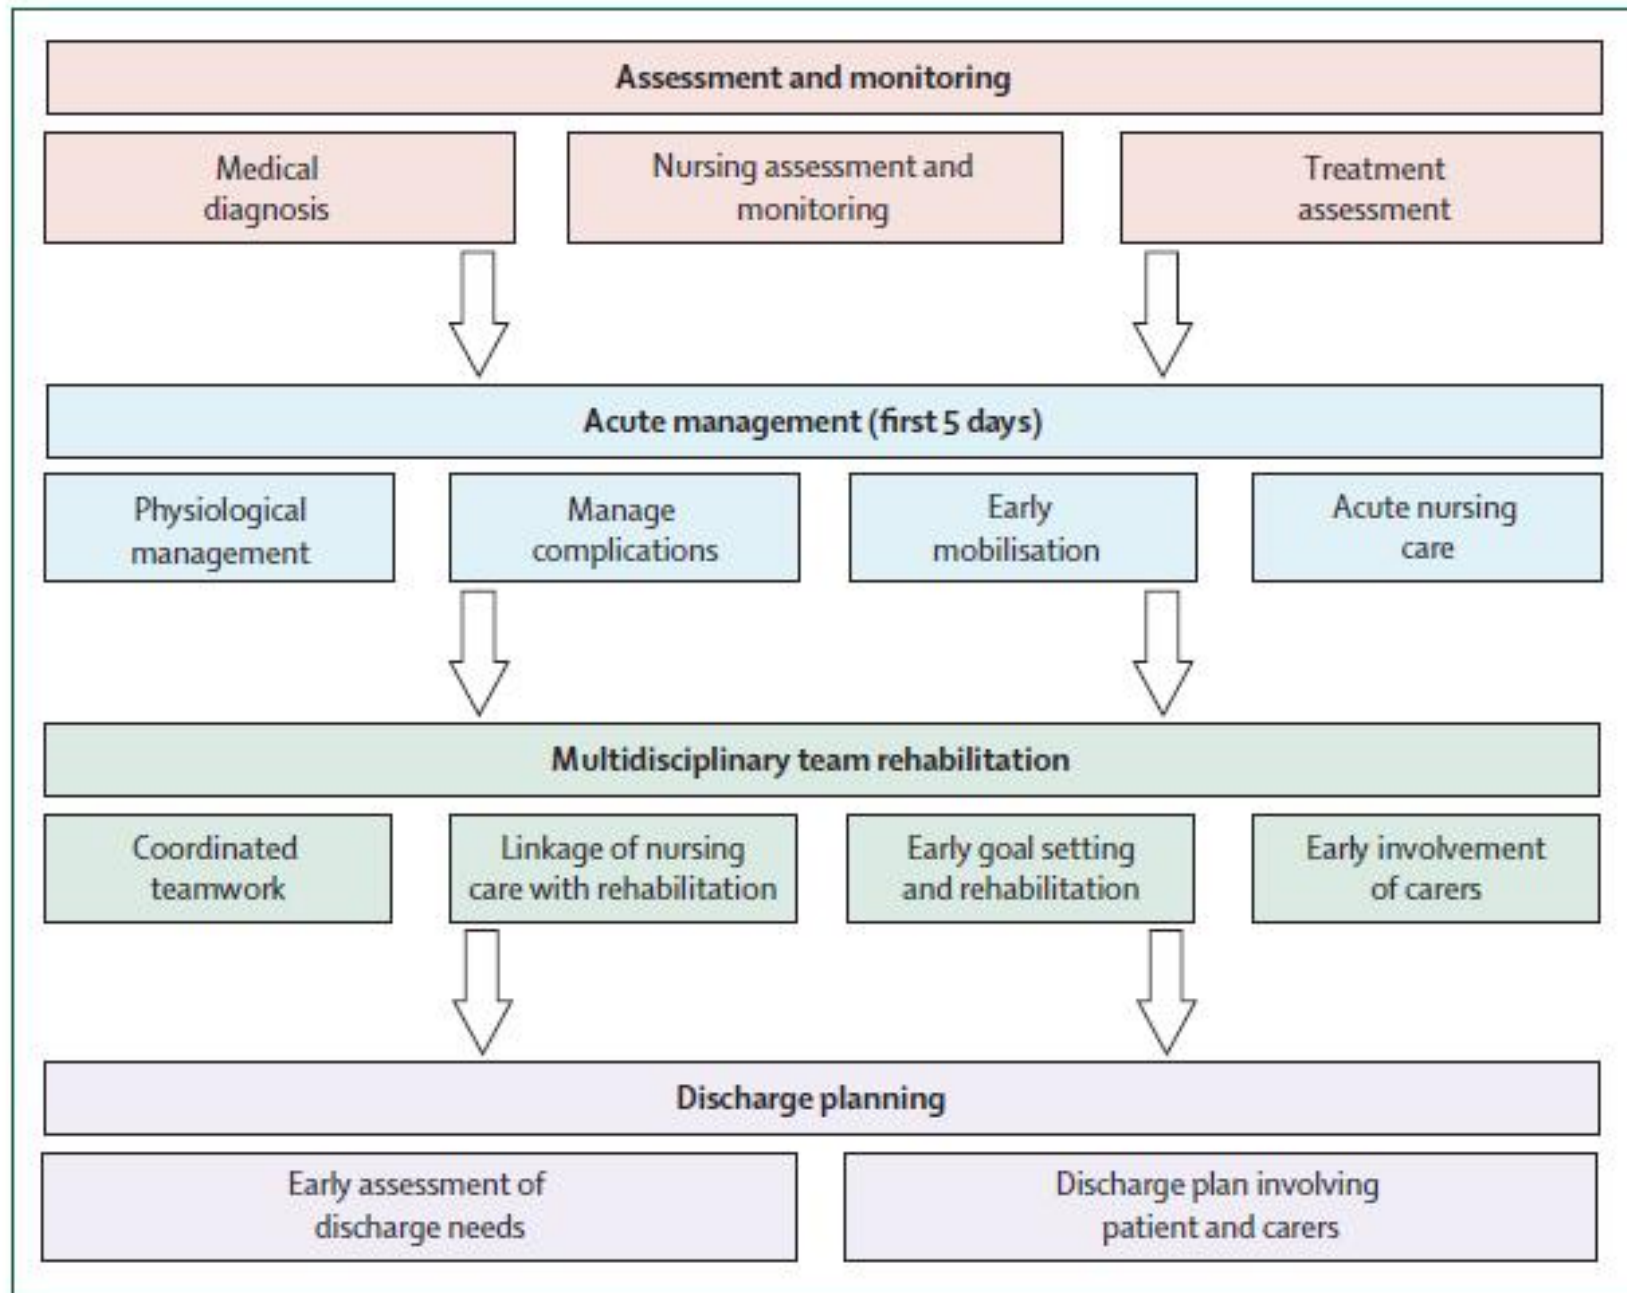 Assessment and monitoring
Medical
diagnosis
Nursing assessment and
monitoring
Treatment
assessment
Acute management (first 5 days)
Physiological
management
Manage
complications
Early
mobilisation
Acute nursing
care
Multidisciplinary team rehabilitation
Coordinated
teamwork
Linkage of nursing
care with rehabilitation
Early goal setting
and rehabilitation
Early involvement
of carers
Discharge planning
Early assessment of
discharge needs
Discharge plan involving
patient and carers